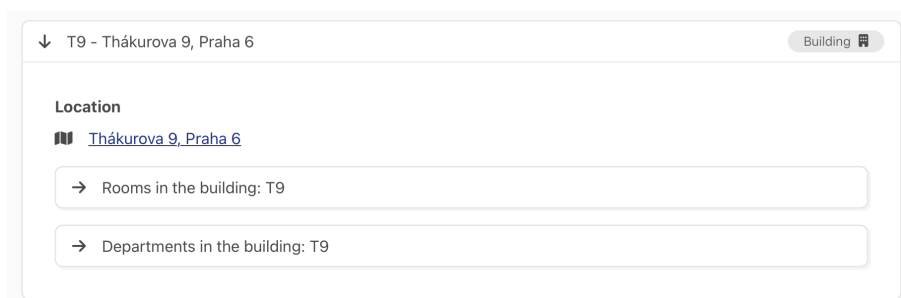 T9 - Thákurova 9, Praha 6
Building
Location
Thákurova 9, Praha 6
Rooms in the building: T9
Departments in the building: T9